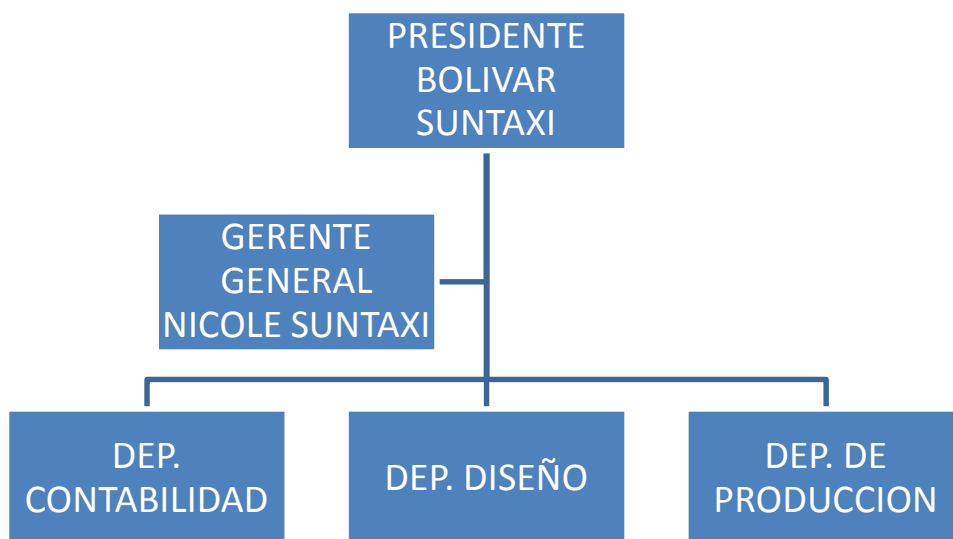 PRESIDENTE
BOLIVAR
SUNTAXI
GERENTE
GENERAL
NICOLE SUNTAXI
DEP.
CONTABILIDAD
DEP. DISEÑO
DEP. DE
PRODUCCION